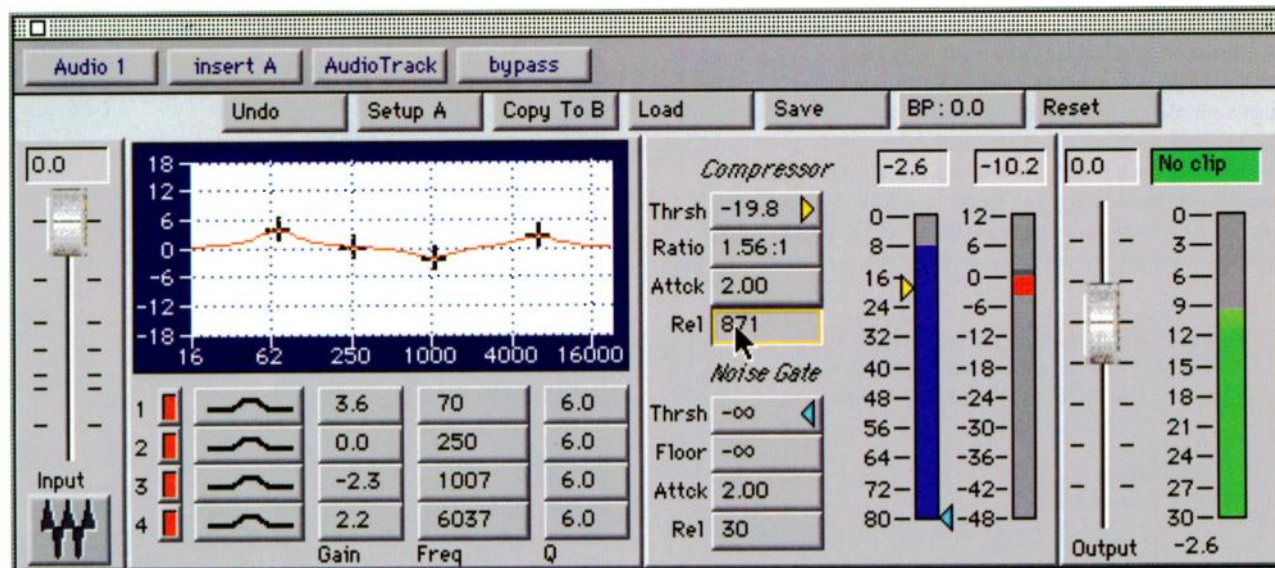 Audio 1 insert A AudioTrack bypass
Undo Setup A Copy To B Load Save BP: 0.0 Reset
0.0
18
12
6
0
-6
-12
-18
16 62 250 1000 4000 16000
Input
1 3.6 70 6.0
2 0.0 250 6.0
3 -2.3 1007 6.0
4 2.2 6037 6.0
Gain Freq Q
Compressor
Thrsh -19.8
Ratio 1.56:1
Attck 2.00
Rel 871
Noise Gate
Thrsh -∞
Floor -∞
Attck 2.00
Rel 30
-2.6
0
8
16
24
32
40
48
56
64
72
80
-10.2
12
6
0
-6
-12
-18
-24
-30
-36
-42
-48
0.0
Output
No clip
0
3
6
9
12
15
18
21
24
27
30
-2.6